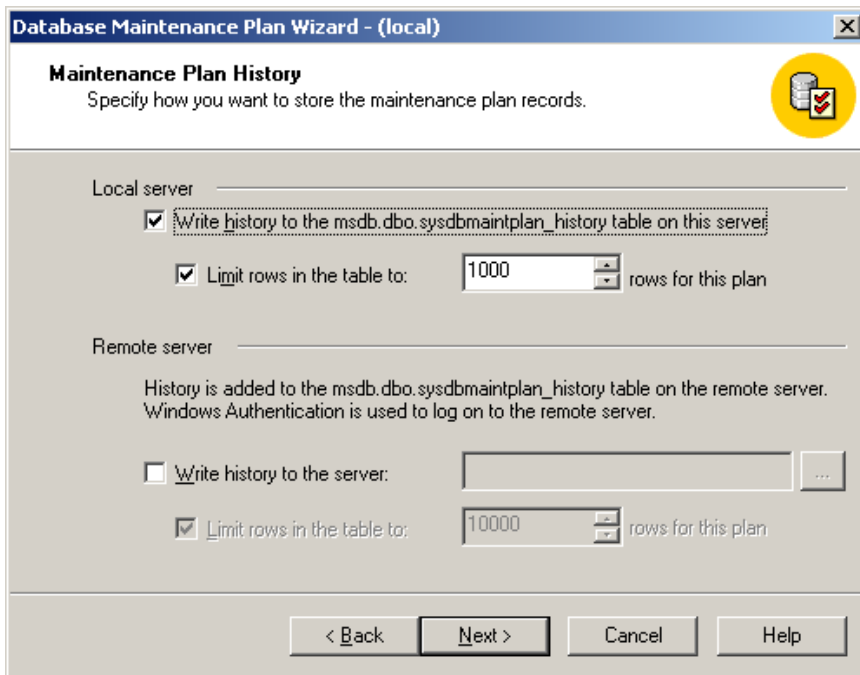 Database Maintenance Plan Wizard - (local)
Maintenance Plan History
Specify how you want to store the maintenance plan records.
Local server
Write history to the msdb.dbo.sysdbmaintplan_history table on this server
Limit rows in the table to: 1000 rows for this plan
Remote server
History is added to the msdb.dbo.sysdbmaintplan_history table on the remote server.
Windows Authentication is used to log on to the remote server.
Write history to the server: ...
Limit rows in the table to: 10000 rows for this plan
< Back Next > Cancel Help